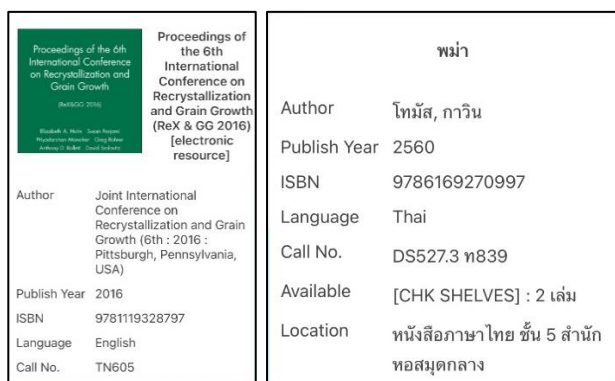 Proceedings of the 6th
International Conference
on Recrystallization and
Grain Growth
(ReX&GG 2016)
Elizabeth A. Holm Susan Farjami
Priyadarshan Manohar Greg Rohrer
Anthony D. Rollett David Srolovitz
Proceedings of
the 6th
International
Conference on
Recrystallization
and Grain Growth
(ReX & GG 2016)
[electronic
resource]
Author Joint International
Conference on
Recrystallization and Grain
Growth (6th : 2016 :
Pittsburgh, Pennsylvania,
USA)
Publish Year 2016
ISBN 9781119328797
Language English
Call No. TN605
พม่า
Author โทมัส, กาวิน
Publish Year 2560
ISBN 9786169270997
Language Thai
Call No. DS527.3 ท839
Available [CHK SHELVES] : 2 เล่ม
Location หนังสือภาษาไทย ชั้น 5 สำนัก
หอสมุดกลาง